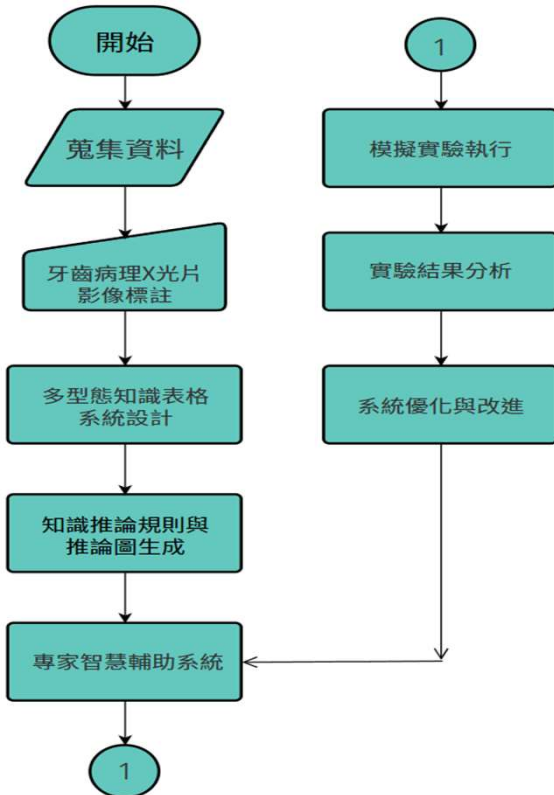 開始
蒐集資料
牙齒病理X光片
影像標註
多型態知識表格
系統設計
知識推論規則與
推論圖生成
專家智慧輔助系統
1
1
模擬實驗執行
實驗結果分析
系統優化與改進